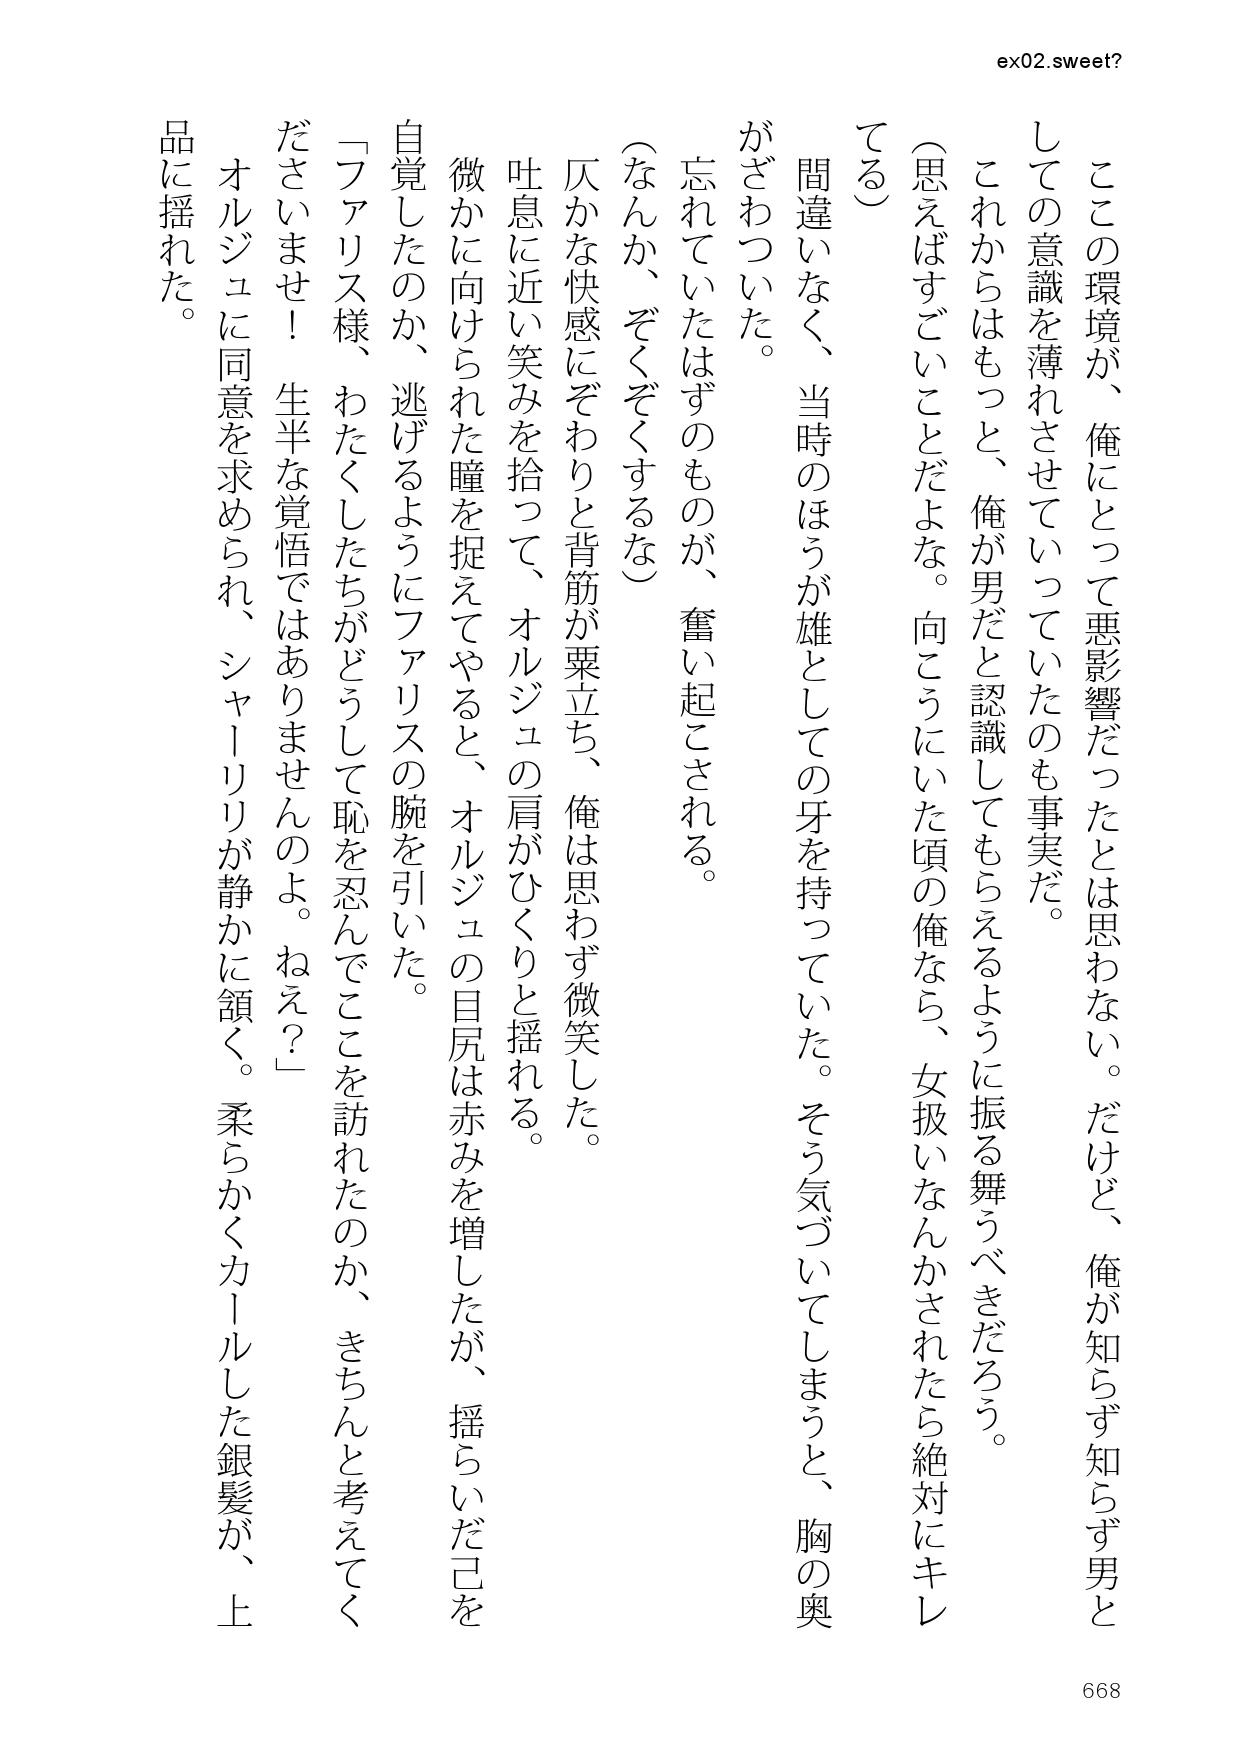 ex02.sweet?
　ここの環境が、俺にとって悪影響だったとは思わない。だけど、俺が知らず知らず男と
しての意識を薄れさせていっていたのも事実だ。
　これからはもっと、俺が男だと認識してもらえるように振る舞うべきだろう。
（思えばすごいことだよな。向こうにいた頃の俺なら、女扱いなんかされたら絶対にキレ
てる）
　間違いなく、当時のほうが雄としての牙を持っていた。そう気づいてしまうと、胸の奥
がざわついた。
　忘れていたはずのものが、奮い起こされる。
（なんか、ぞくぞくするな）
　仄かな快感にぞわりと背筋が粟立ち、俺は思わず微笑した。
　吐息に近い笑みを拾って、オルジュの肩がひくりと揺れる。
　微かに向けられた瞳を捉えてやると、オルジュの目尻は赤みを増したが、揺らいだ己を
自覚したのか、逃げるようにファリスの腕を引いた。
「ファリス様、わたくしたちがどうして恥を忍んでここを訪れたのか、きちんと考えてく
ださいませ！　生半な覚悟ではありませんのよ。ねえ？」
　オルジュに同意を求められ、シャーリリが静かに頷く。柔らかくカールした銀髪が、上
品に揺れた。
668